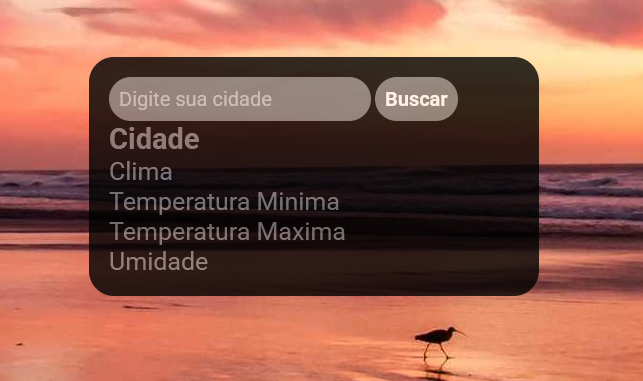 Digite sua cidade Buscar
Cidade
Clima
Temperatura Minima
Temperatura Maxima
Umidade